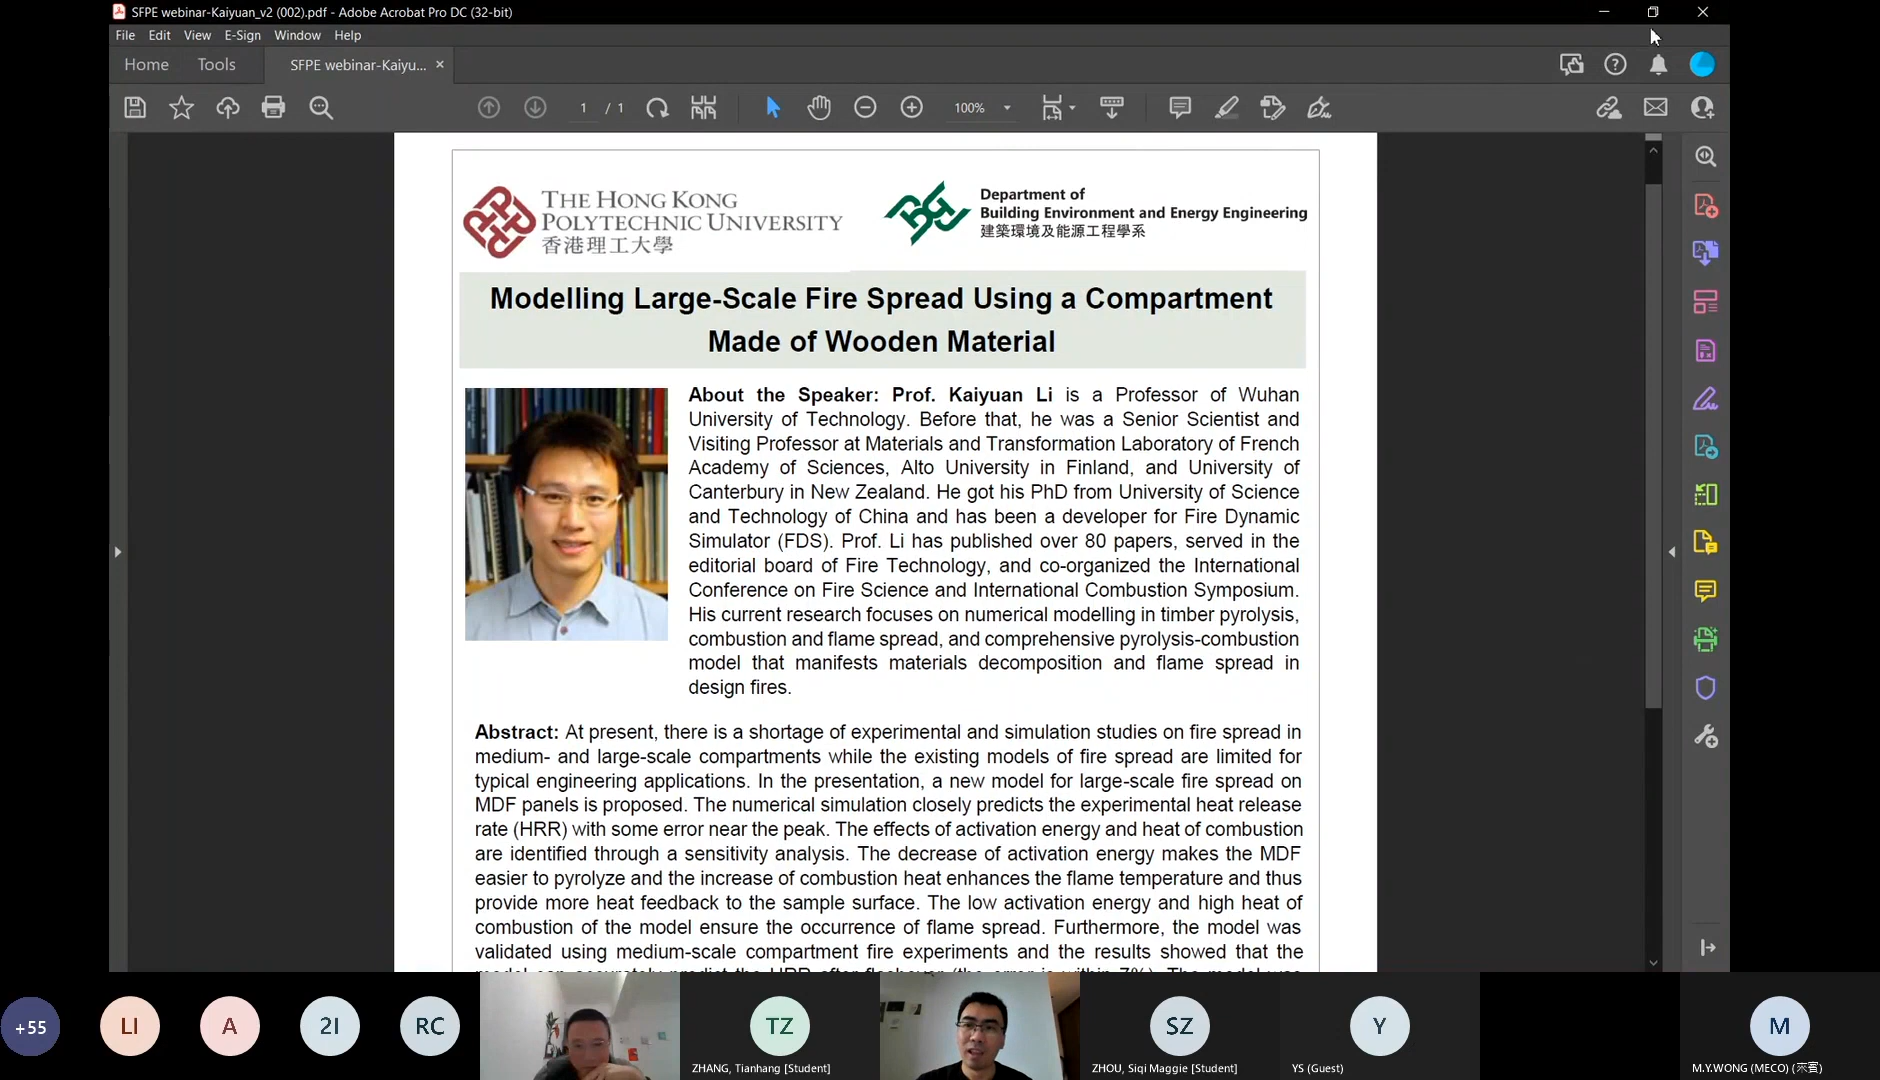 SFPE webinar-Kaiyuan_v2 (002).pdf - Adobe Acrobat Pro DC (32-bit)
File Edit View E-Sign Window Help
Home Tools SFPE webinar-Kaiyu...
1 / 1 100%
THE HONG KONG
POLYTECHNIC UNIVERSITY
香港理工大學
Department of
Building Environment and Energy Engineering
建築環境及能源工程學系
Modelling Large-Scale Fire Spread Using a Compartment
Made of Wooden Material
About the Speaker: Prof. Kaiyuan Li is a Professor of Wuhan
University of Technology. Before that, he was a Senior Scientist and
Visiting Professor at Materials and Transformation Laboratory of French
Academy of Sciences, Alto University in Finland, and University of
Canterbury in New Zealand. He got his PhD from University of Science
and Technology of China and has been a developer for Fire Dynamic
Simulator (FDS). Prof. Li has published over 80 papers, served in the
editorial board of Fire Technology, and co-organized the International
Conference on Fire Science and International Combustion Symposium.
His current research focuses on numerical modelling in timber pyrolysis,
combustion and flame spread, and comprehensive pyrolysis-combustion
model that manifests materials decomposition and flame spread in
design fires.
Abstract: At present, there is a shortage of experimental and simulation studies on fire spread in
medium- and large-scale compartments while the existing models of fire spread are limited for
typical engineering applications. In the presentation, a new model for large-scale fire spread on
MDF panels is proposed. The numerical simulation closely predicts the experimental heat release
rate (HRR) with some error near the peak. The effects of activation energy and heat of combustion
are identified through a sensitivity analysis. The decrease of activation energy makes the MDF
easier to pyrolyze and the increase of combustion heat enhances the flame temperature and thus
provide more heat feedback to the sample surface. The low activation energy and high heat of
combustion of the model ensure the occurrence of flame spread. Furthermore, the model was
validated using medium-scale compartment fire experiments and the results showed that the
model can accurately predict the HRR after flashover (the error is within 7%). The model was
+55 LI A 2I RC TZ SZ Y M
ZHANG, Tianhang [Student] ZHOU, Siqi Maggie [Student] YS (Guest) M.Y.WONG (MECO) (來賓)